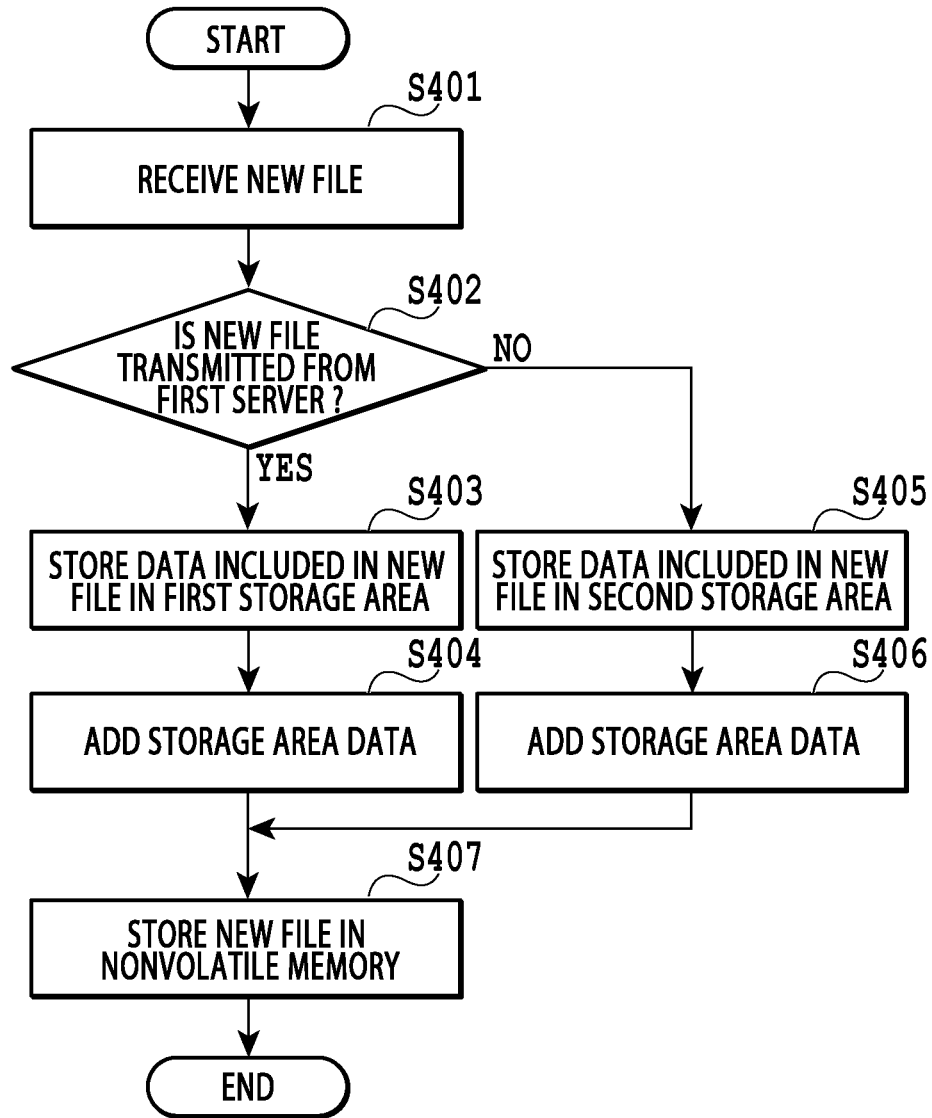 START
S401
RECEIVE NEW FILE
S402
IS NEW FILE
TRANSMITTED FROM
FIRST SERVER ?
NO
YES
S403
STORE DATA INCLUDED IN NEW
FILE IN FIRST STORAGE AREA
S405
STORE DATA INCLUDED IN NEW
FILE IN SECOND STORAGE AREA
S404
ADD STORAGE AREA DATA
S406
ADD STORAGE AREA DATA
S407
STORE NEW FILE IN
NONVOLATILE MEMORY
END